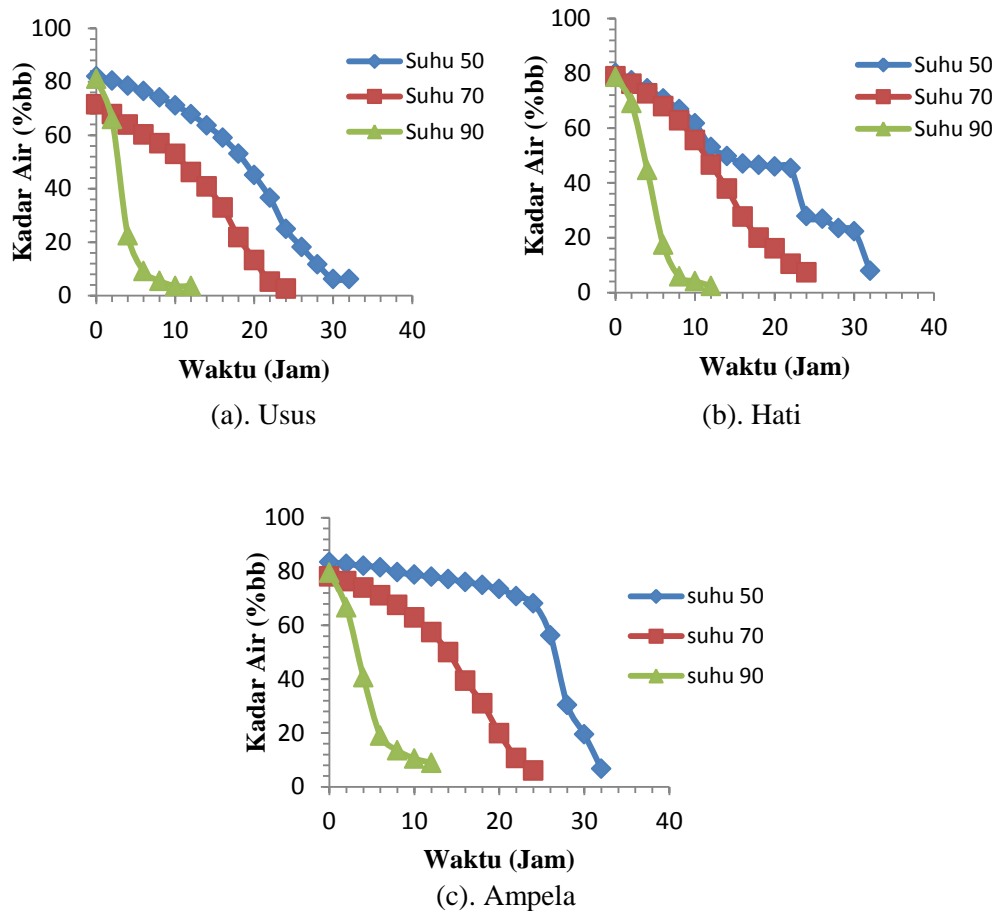 100
80
60
40
20
0
Kadar Air (%bb)
0 10 20 30 40
Waktu (Jam)
Suhu 50
Suhu 70
Suhu 90
(a). Usus
100
80
60
40
20
0
Kadar Air (%bb)
0 10 20 30 40
Waktu (Jam)
Suhu 50
Suhu 70
Suhu 90
(b). Hati
100
80
60
40
20
0
Kadar Air (%bb)
0 10 20 30 40
Waktu (Jam)
suhu 50
suhu 70
suhu 90
(c). Ampela